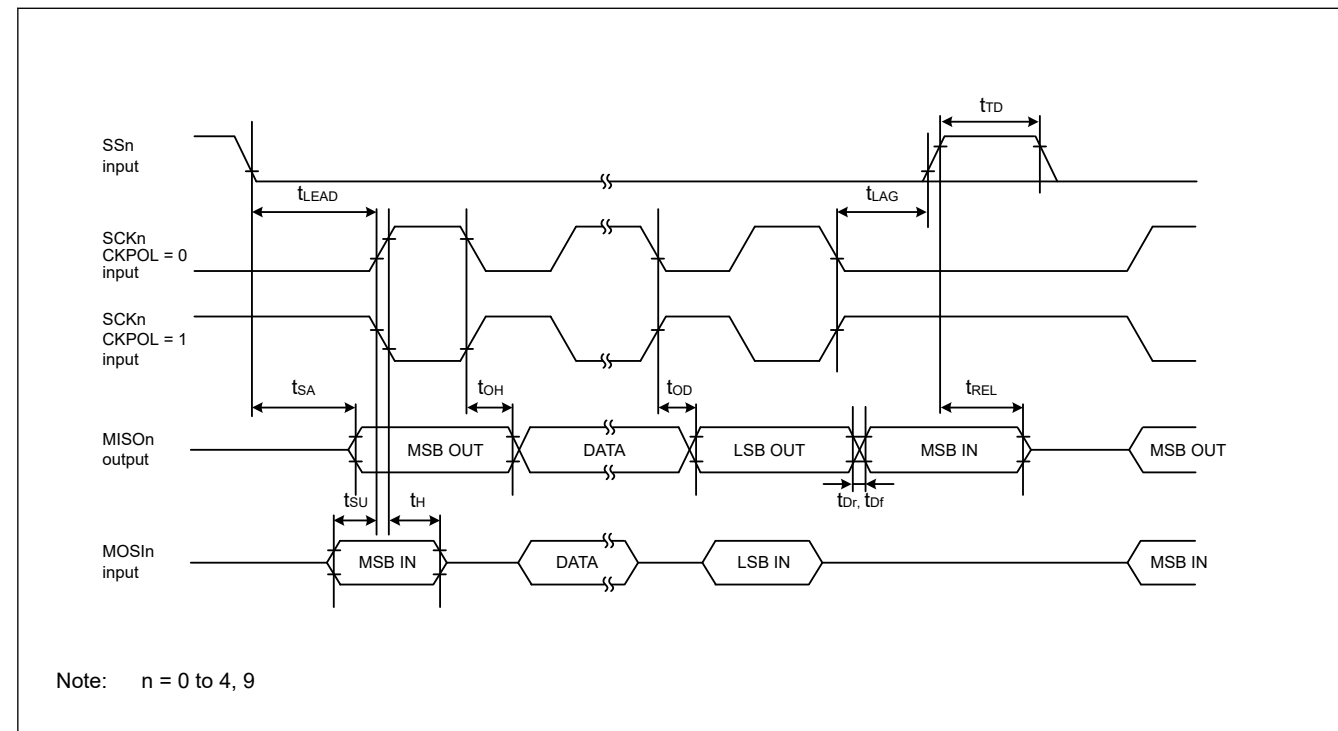 tTD
SSn
input
tLEAD
tLAG
SCKn
CKPOL = 0
input
SCKn
CKPOL = 1
input
tSA
tOH
tOD
tREL
MISOn
output
MSB OUT
DATA
LSB OUT
MSB IN
MSB OUT
tSU
tH
tDr, tDf
MOSIn
input
MSB IN
DATA
LSB IN
MSB IN
Note: n = 0 to 4, 9